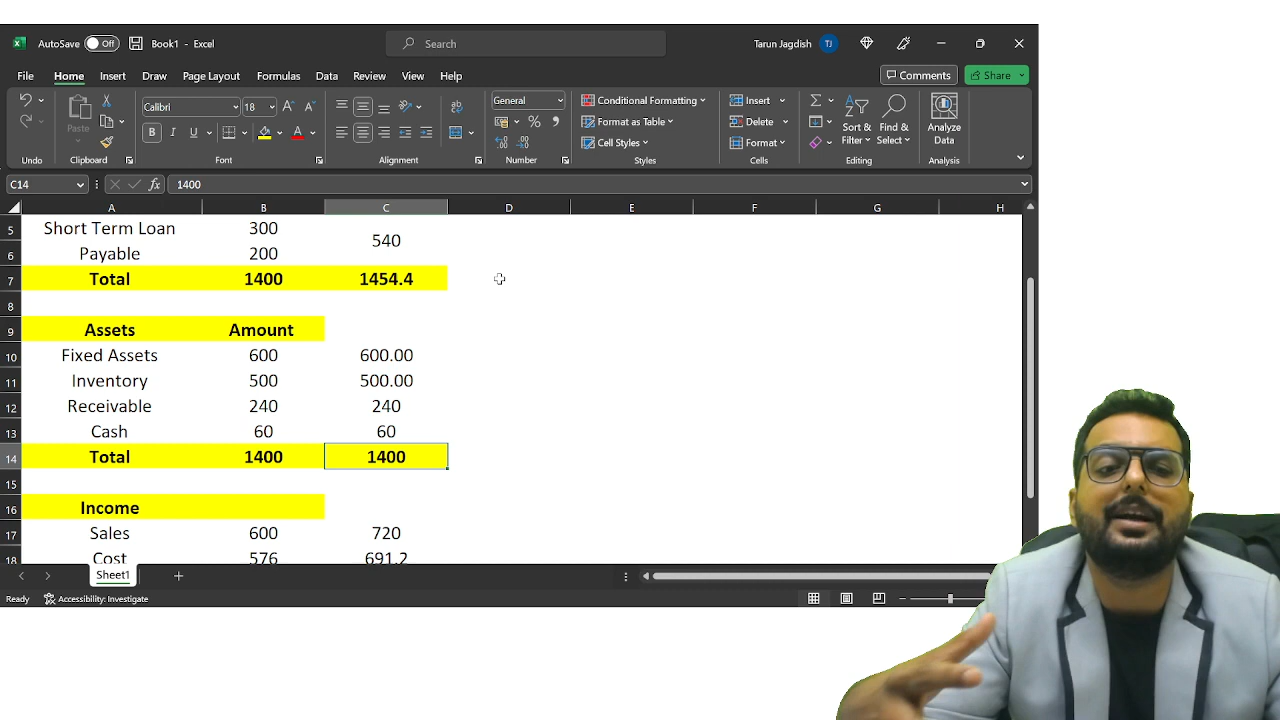 AutoSave Off Book1 - Excel Search Tarun Jagdish TJ
File Home Insert Draw Page Layout Formulas Data Review View Help Comments Share
Paste Calibri 18 B I U A General % Conditional Formatting Format as Table Cell Styles Insert Delete Format Sort & Filter Find & Select Analyze Data
Undo Clipboard Font Alignment Number Styles Cells Editing Analysis
C14 fx 1400
A B C D E F G H
5 Short Term Loan 300 540
6 Payable 200
7 Total 1400 1454.4
8
9 Assets Amount
10 Fixed Assets 600 600.00
11 Inventory 500 500.00
12 Receivable 240 240
13 Cash 60 60
14 Total 1400 1400
15
16 Income
17 Sales 600 720
18 Cost 576 691.2
Sheet1
Ready Accessibility: Investigate